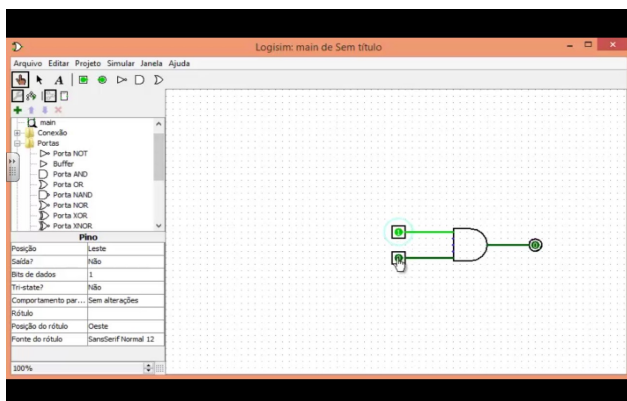 Logisim: main de Sem título
Arquivo Editar Projeto Simular Janela Ajuda
A
main
Conexão
Portas
Porta NOT
Buffer
Porta AND
Porta OR
Porta NAND
Porta NOR
Porta XOR
Porta XNOR
Pino
Posição Leste
Saída? Não
Bits de dados 1
Tri-state? Não
Comportamento par... Sem alterações
Rótulo
Posição do rótulo Oeste
Fonte do rótulo SansSerif Normal 12
100%